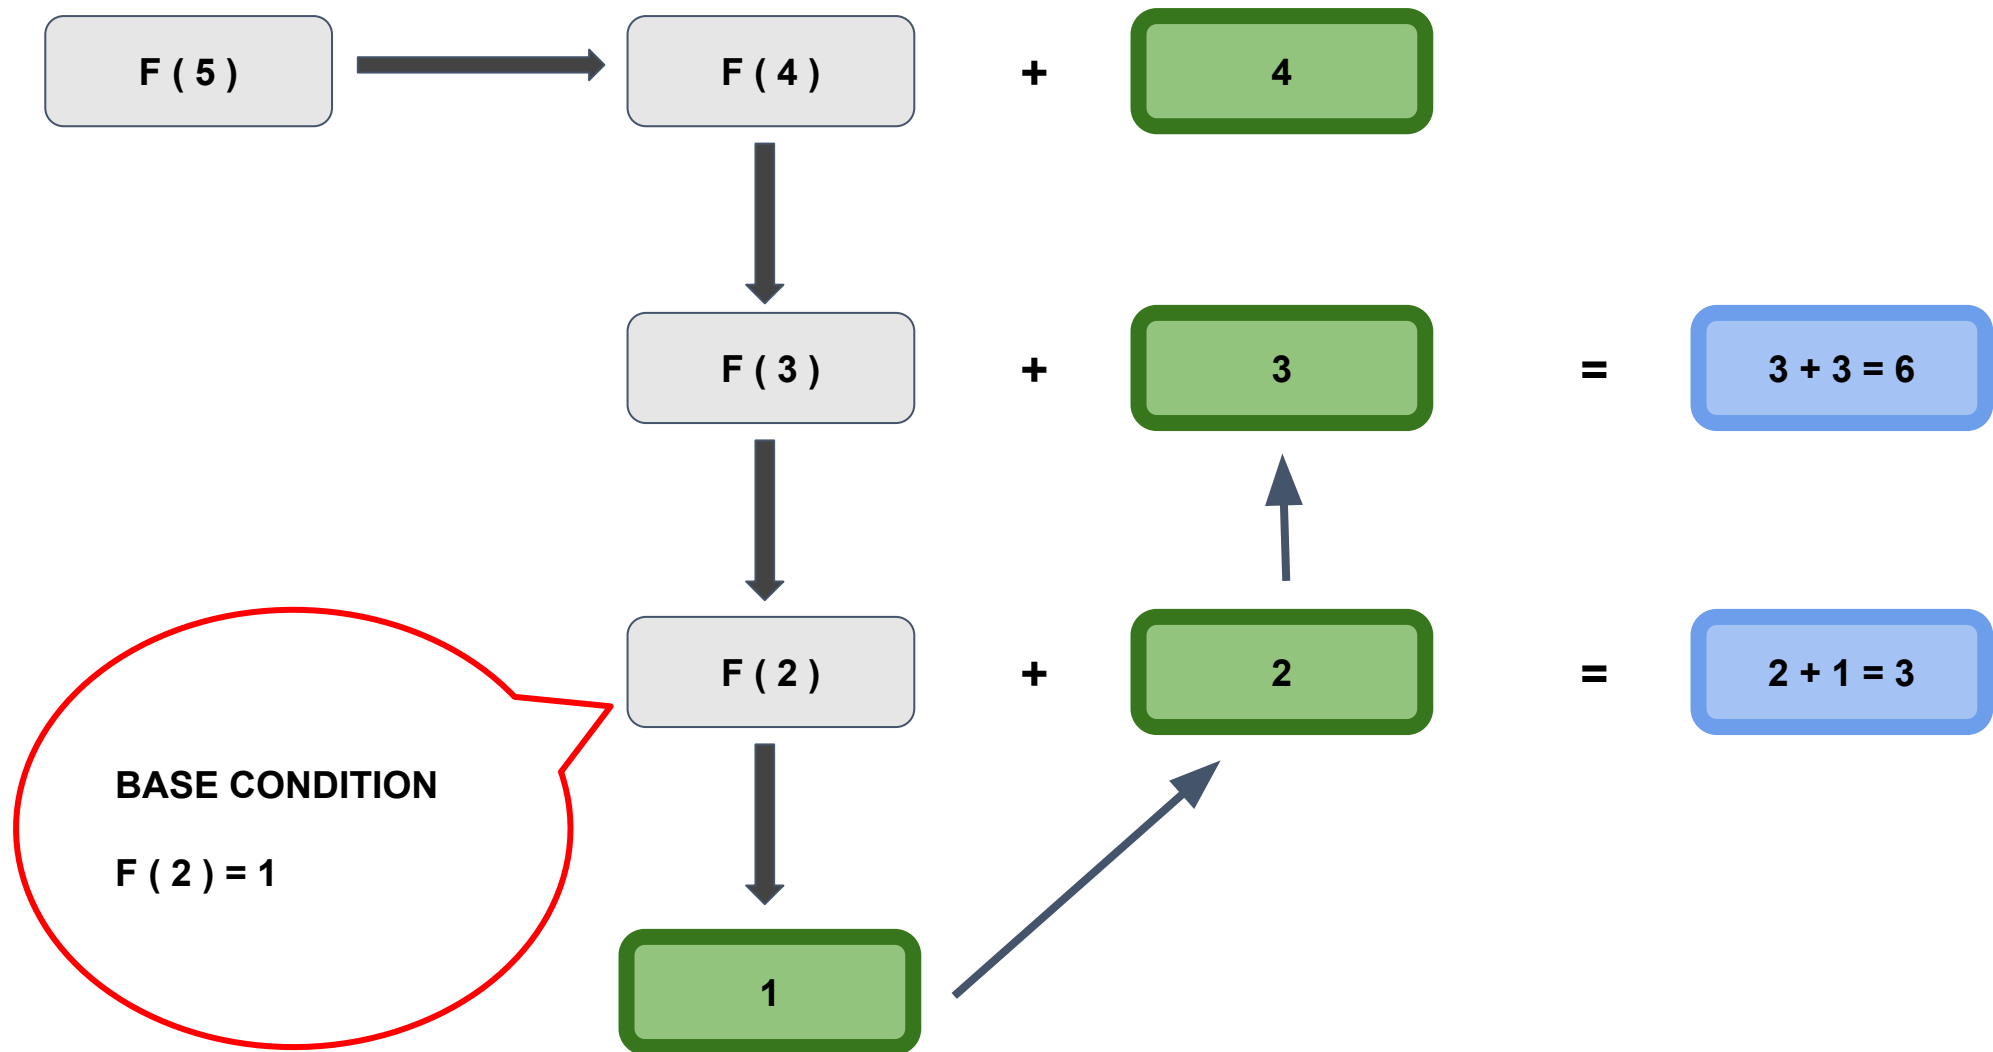 F ( 5 )
F ( 4 )
+
4
F ( 3 )
+
3
=
3 + 3 = 6
F ( 2 )
+
2
=
2 + 1 = 3
BASE CONDITION
F ( 2 ) = 1
1